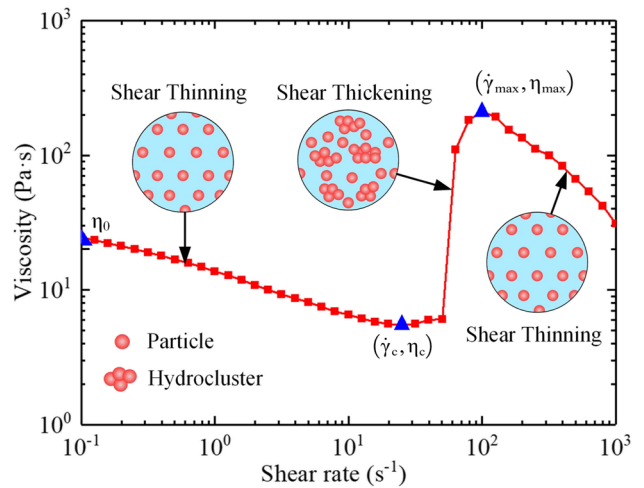 10³
10²
10¹
10⁰
Viscosity (Pa·s)
Shear Thinning
Shear Thickening
(γ̇max, ηmax)
η₀
(γ̇c, ηc)
Shear Thinning
Particle
Hydrocluster
10⁻¹ 10⁰ 10¹ 10² 10³
Shear rate (s⁻¹)